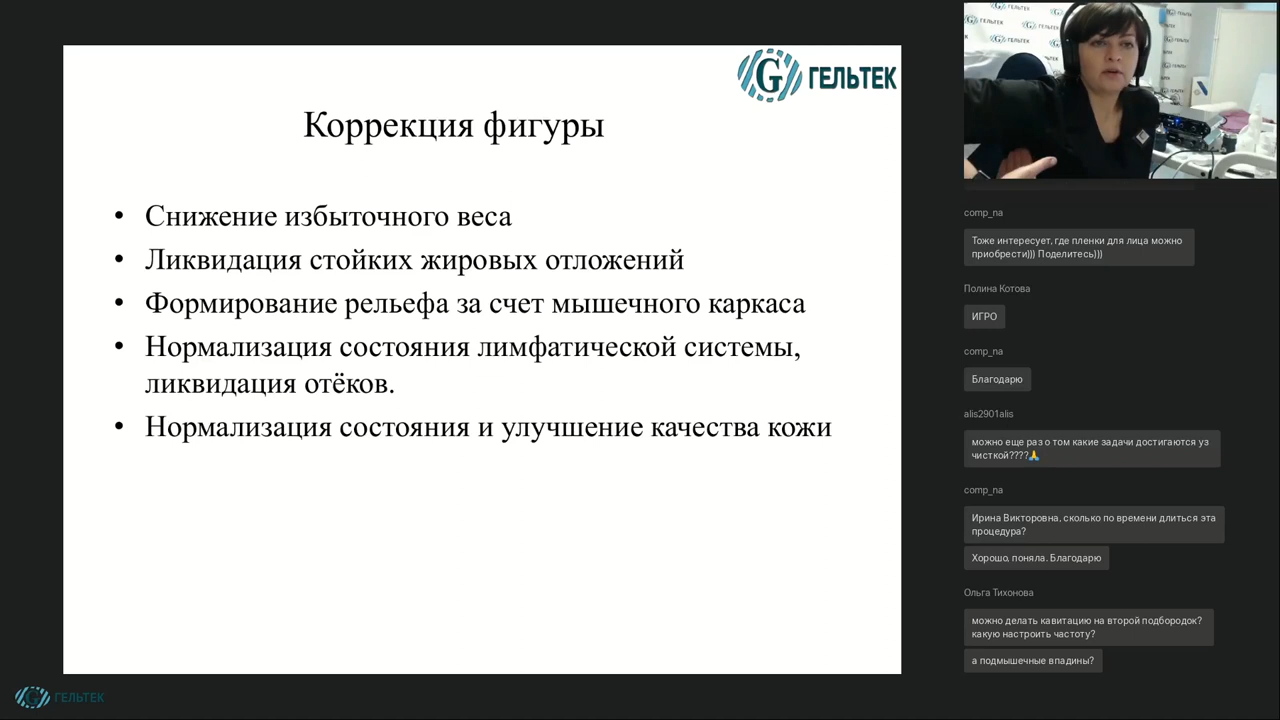 ГЕЛЬТЕК
Коррекция фигуры
• Снижение избыточного веса
• Ликвидация стойких жировых отложений
• Формирование рельефа за счет мышечного каркаса
• Нормализация состояния лимфатической системы,
ликвидация отёков.
• Нормализация состояния и улучшение качества кожи
ГЕЛЬТЕК
comp_na
Тоже интересует, где пленки для лица можно
приобрести))) Поделитесь)))
Полина Котова
ИГРО
comp_na
Благодарю
alis2901alis
можно еще раз о том какие задачи достигаются уз
чисткой????🙏
comp_na
Ирина Викторовна, сколько по времени длиться эта
процедура?
Хорошо, поняла. Благодарю
Ольга Тихонова
можно делать кавитацию на второй подбородок?
какую настроить частоту?
а подмышечные впадины?